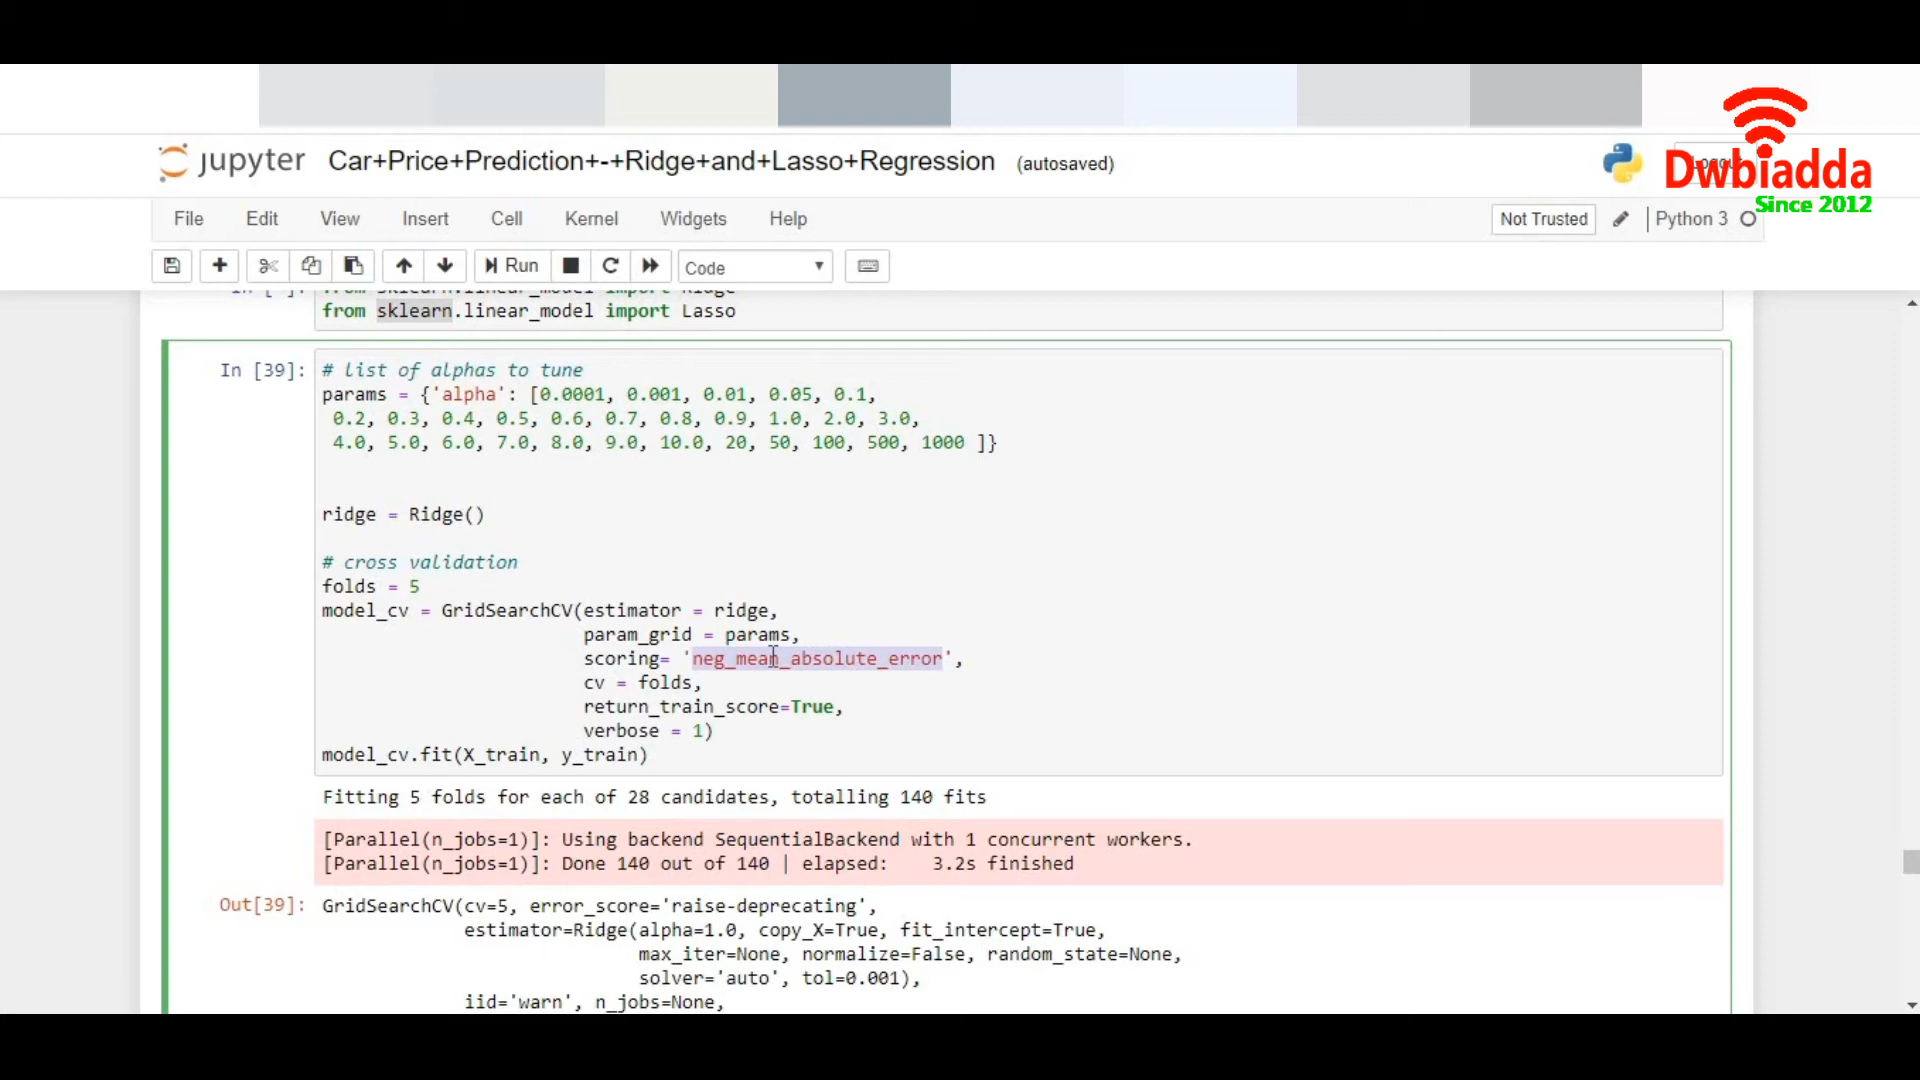 Dwbiadda
Since 2012
jupyter Car+Price+Prediction+-+Ridge+and+Lasso+Regression (autosaved)
File Edit View Insert Cell Kernel Widgets Help Not Trusted Python 3
Run Code
from sklearn.linear_model import Ridge
from sklearn.linear_model import Lasso
In [39]: # list of alphas to tune
params = {'alpha': [0.0001, 0.001, 0.01, 0.05, 0.1,
0.2, 0.3, 0.4, 0.5, 0.6, 0.7, 0.8, 0.9, 1.0, 2.0, 3.0,
4.0, 5.0, 6.0, 7.0, 8.0, 9.0, 10.0, 20, 50, 100, 500, 1000 ]}
ridge = Ridge()
# cross validation
folds = 5
model_cv = GridSearchCV(estimator = ridge,
param_grid = params,
scoring= 'neg_mean_absolute_error',
cv = folds,
return_train_score=True,
verbose = 1)
model_cv.fit(X_train, y_train)
Fitting 5 folds for each of 28 candidates, totalling 140 fits
[Parallel(n_jobs=1)]: Using backend SequentialBackend with 1 concurrent workers.
[Parallel(n_jobs=1)]: Done 140 out of 140 | elapsed: 3.2s finished
Out[39]: GridSearchCV(cv=5, error_score='raise-deprecating',
estimator=Ridge(alpha=1.0, copy_X=True, fit_intercept=True,
max_iter=None, normalize=False, random_state=None,
solver='auto', tol=0.001),
iid='warn', n_jobs=None,